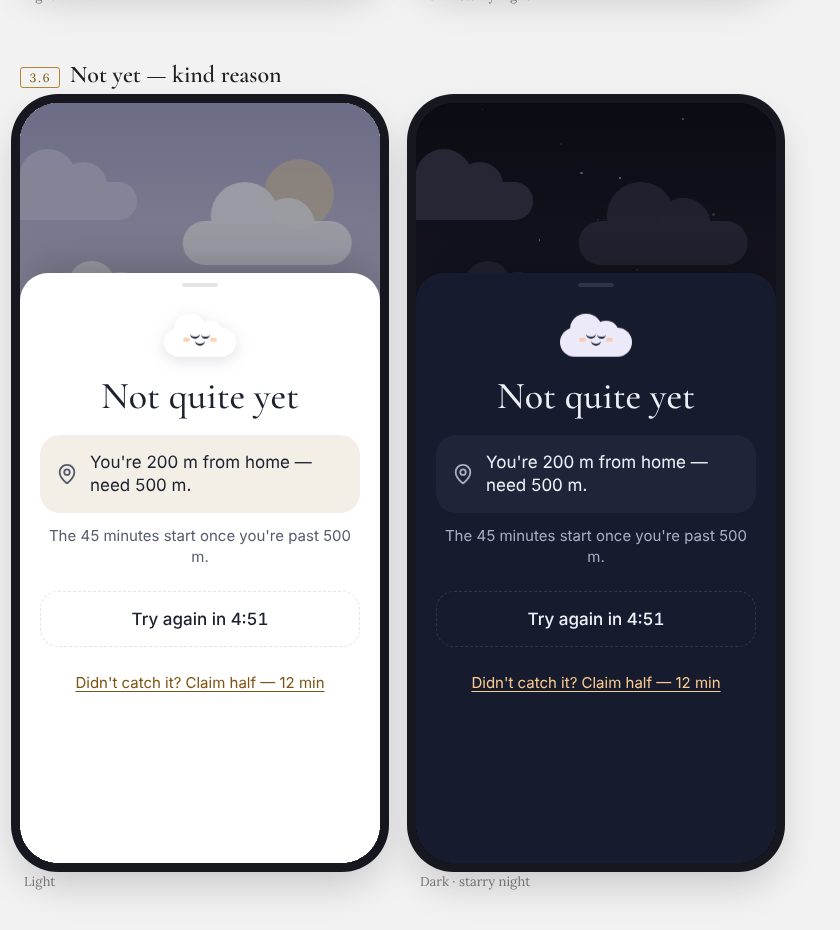 3.6 Not yet — kind reason
Not quite yet
You're 200 m from home —
need 500 m.
The 45 minutes start once you're past 500
m.
Try again in 4:51
Didn't catch it? Claim half — 12 min
Light
Not quite yet
You're 200 m from home —
need 500 m.
The 45 minutes start once you're past 500
m.
Try again in 4:51
Didn't catch it? Claim half — 12 min
Dark · starry night